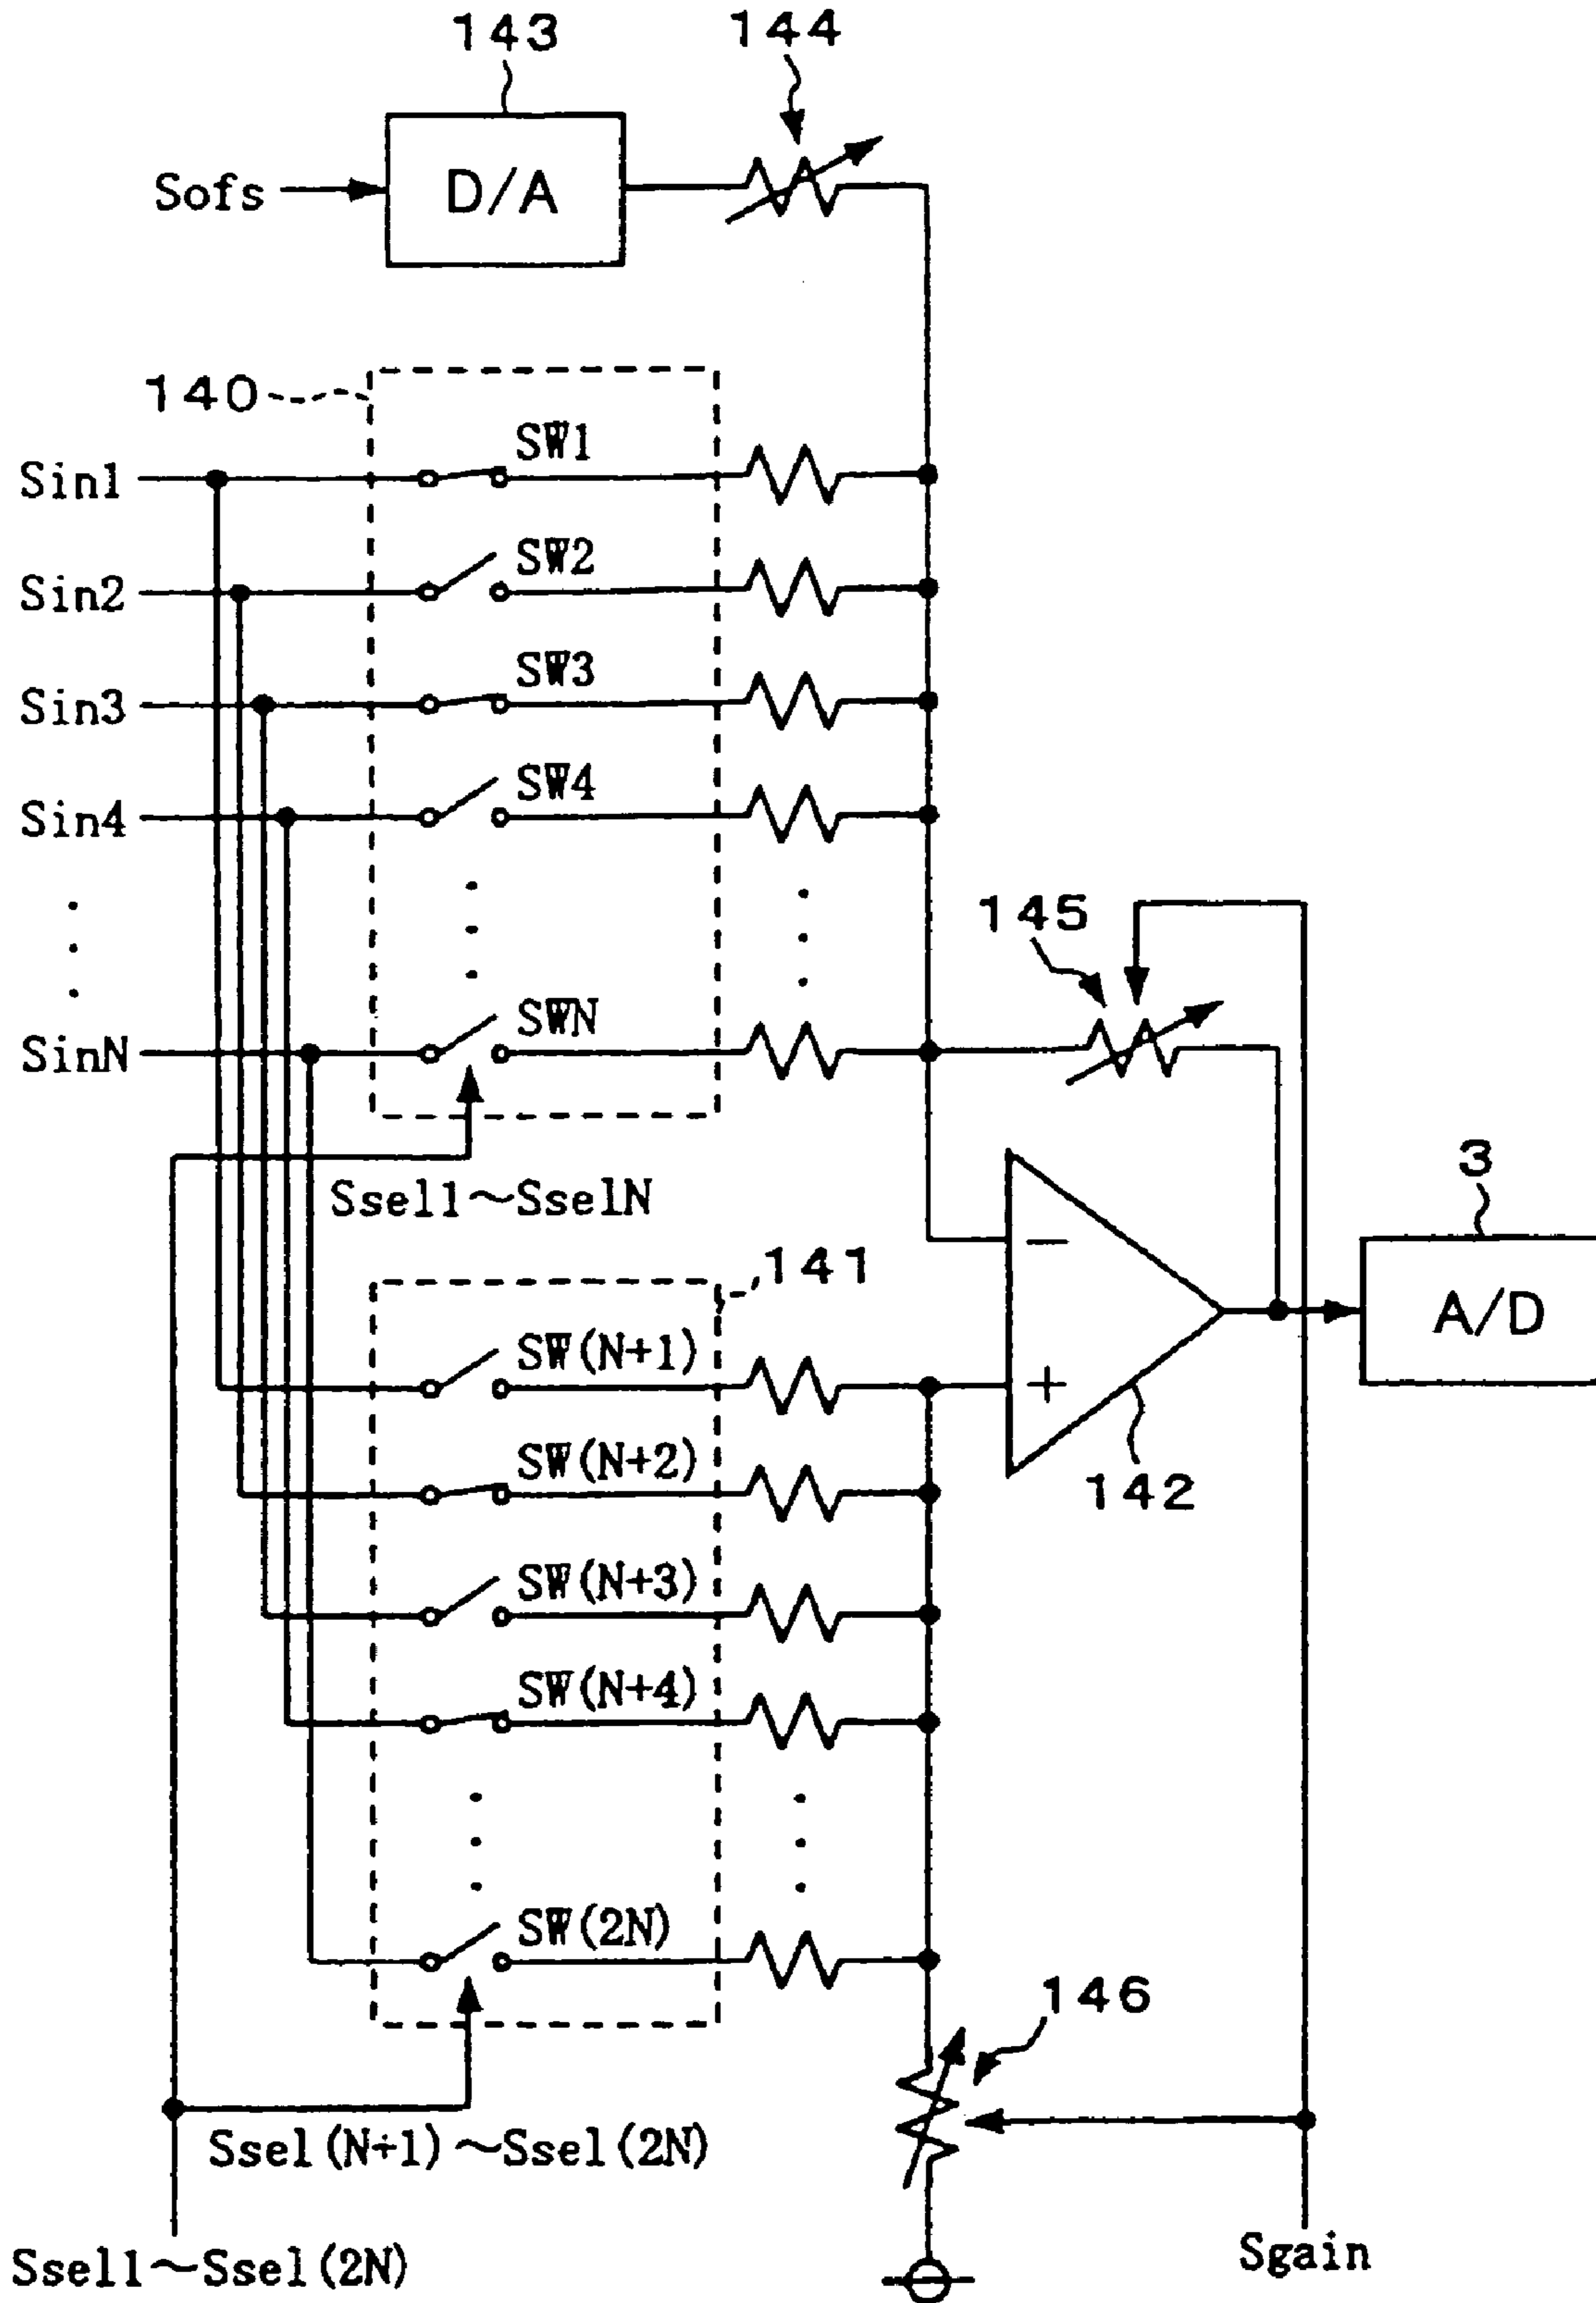 143
144
Sofs
D/A
140
SW1
Sin1
SW2
Sin2
SW3
Sin3
SW4
Sin4
145
SWN
SinN
Ssel1~SselN
3
−
141
A/D
SW(N+1)
+
SW(N+2)
142
SW(N+3)
SW(N+4)
SW(2N)
146
Ssel(N+1)~Ssel(2N)
Ssel1~Ssel(2N)
Sgain